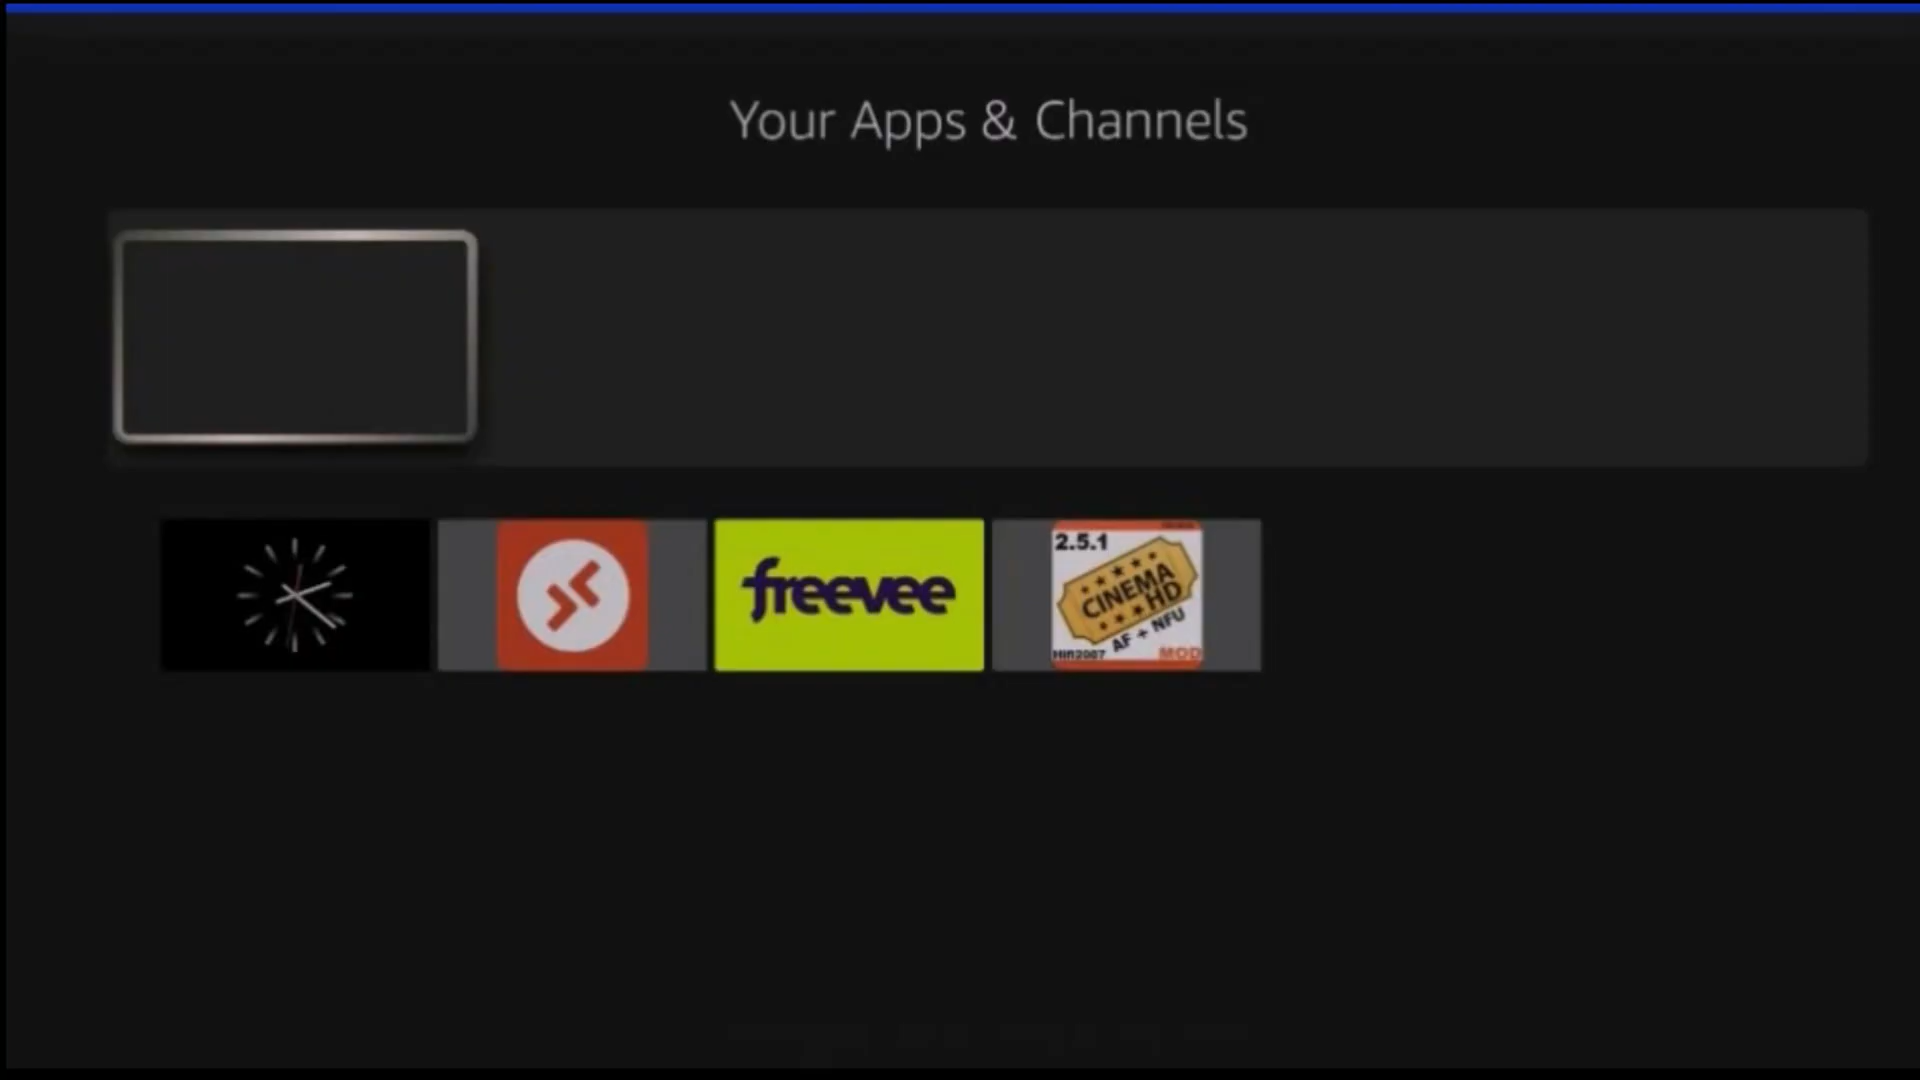 Your Apps & Channels
freevee
2.5.1
CINEMA
HD
AF + NFU
MOD